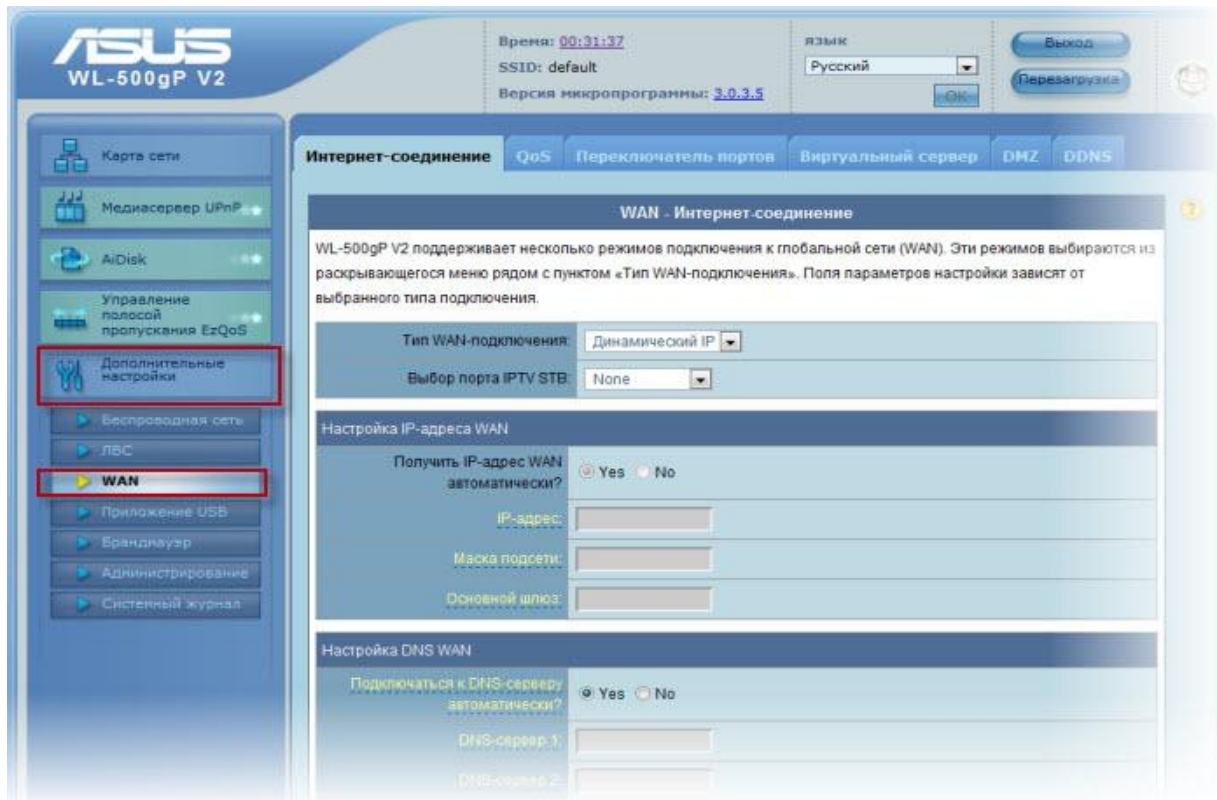 ASUS
WL-500gP V2
Время: 00:31:37
SSID: default
Версия микропрограммы: 3.0.3.5
язык
Русский
OK
Выход
Перезагрузка
Карта сети
Медиасервер UPnP
AiDisk
Управление
полосой
пропускания EzQoS
Дополнительные
настройки
Беспроводная сеть
ЛВС
WAN
Приложение USB
Брандмауэр
Администрирование
Системный журнал
Интернет-соединение QoS Переключатель портов Виртуальный сервер DMZ DDNS
WAN - Интернет-соединение
WL-500gP V2 поддерживает несколько режимов подключения к глобальной сети (WAN). Эти режимов выбираются из
раскрывающегося меню рядом с пунктом «Тип WAN-подключения». Поля параметров настройки зависят от
выбранного типа подключения.
Тип WAN-подключения: Динамический IP
Выбор порта IPTV STB: None
Настройка IP-адреса WAN
Получить IP-адрес WAN
автоматически?
Yes No
IP-адрес:
Маска подсети:
Основной шлюз:
Настройка DNS WAN
Подключаться к DNS-серверу
автоматически?
Yes No
DNS-сервер 1:
DNS-сервер 2: